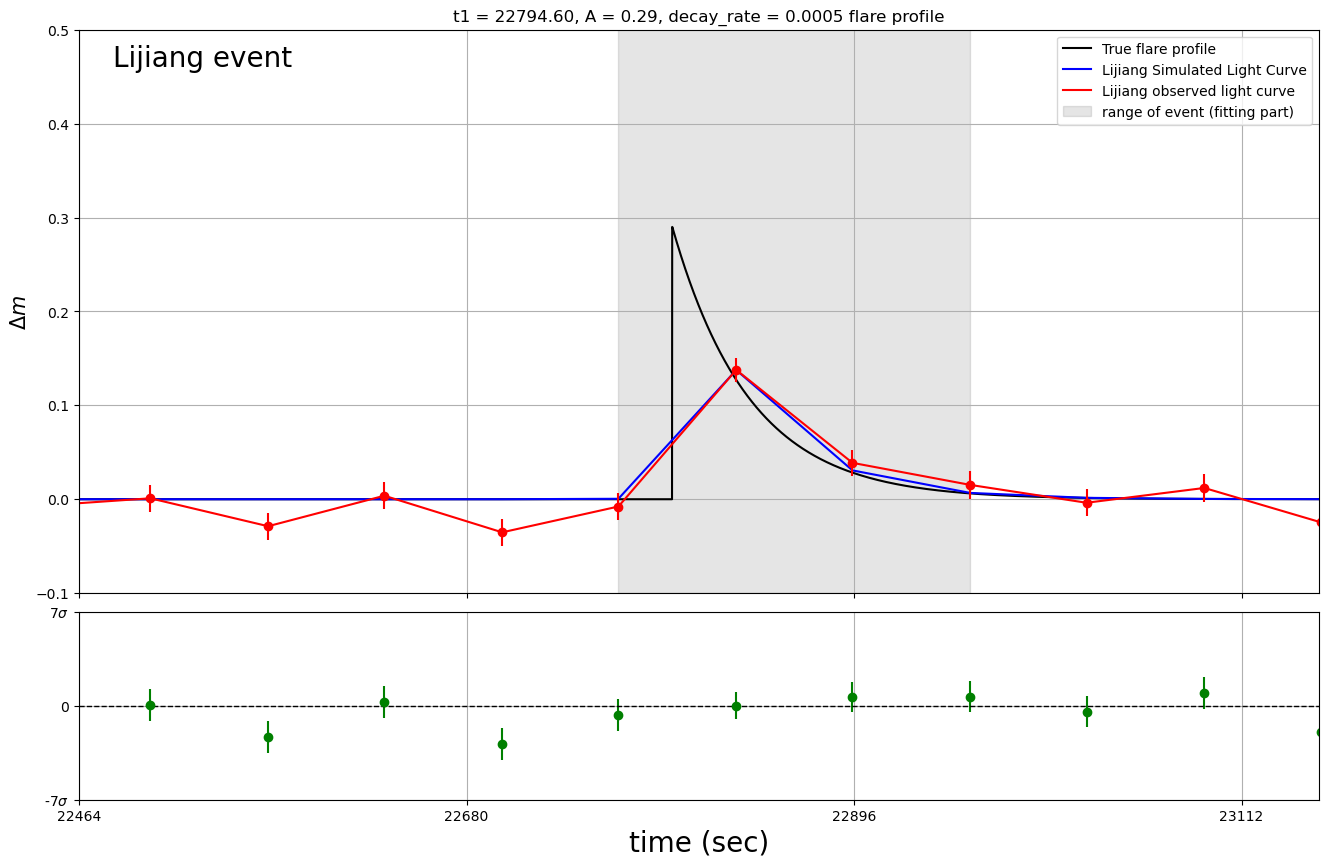 t1 = 22794.60, A = 0.29, decay_rate = 0.0005 flare profile
Lijiang event
True flare profile
Lijiang Simulated Light Curve
Lijiang observed light curve
range of event (fitting part)
0.5
0.4
0.3
0.2
0.1
0.0
−0.1
Δm
7σ
0
-7σ
22464
22680
22896
23112
time (sec)